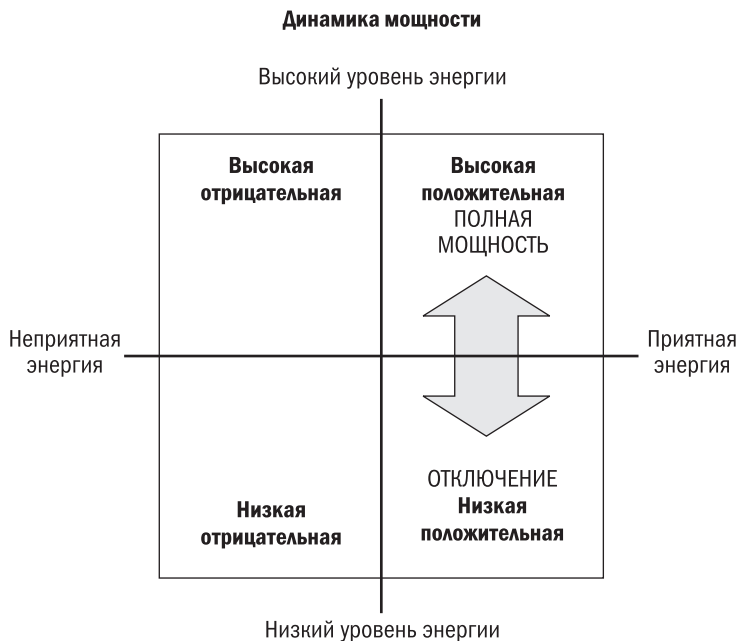 Динамика мощности
Высокий уровень энергии
Высокая
отрицательная
Высокая
положительная
ПОЛНАЯ
МОЩНОСТЬ
Неприятная
энергия
Приятная
энергия
Низкая
отрицательная
ОТКЛЮЧЕНИЕ
Низкая
положительная
Низкий уровень энергии